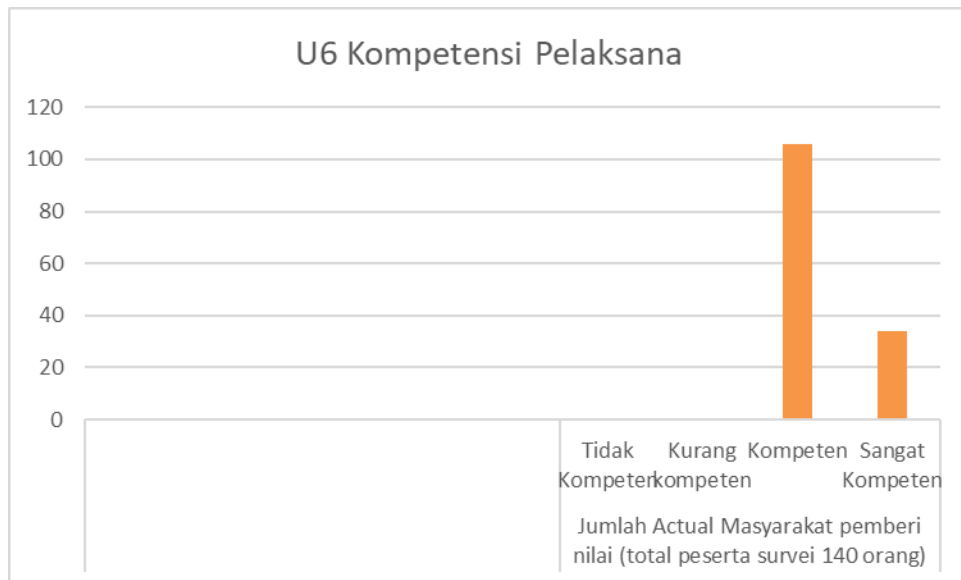 U6 Kompetensi Pelaksana
120
100
80
60
40
20
0
Tidak Kurang Kompeten Sangat
Kompeten kompeten Kompeten
Jumlah Actual Masyarakat pemberi
nilai (total peserta survei 140 orang)